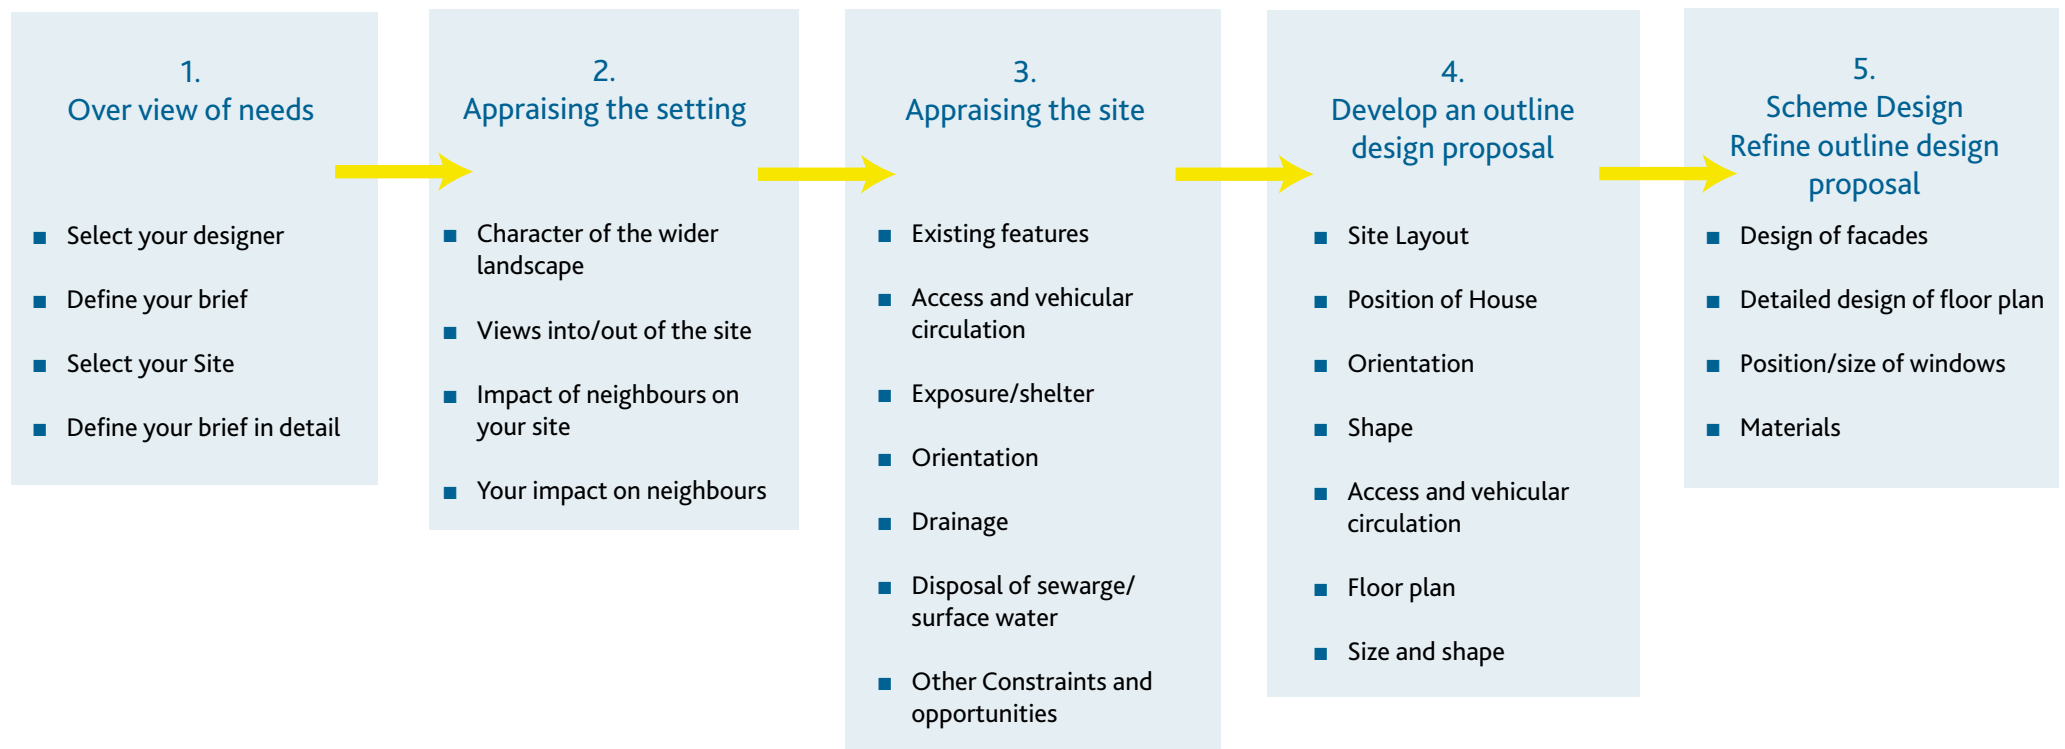 1.
Over view of needs
Select your designer
Define your brief
Select your Site
Define your brief in detail
2.
Appraising the setting
Character of the wider
landscape
Views into/out of the site
Impact of neighbours on
your site
Your impact on neighbours
3.
Appraising the site
Existing features
Access and vehicular
circulation
Exposure/shelter
Orientation
Drainage
Disposal of sewarge/
surface water
Other Constraints and
opportunities
4.
Develop an outline
design proposal
Site Layout
Position of House
Orientation
Shape
Access and vehicular
circulation
Floor plan
Size and shape
5.
Scheme Design
Refine outline design
proposal
Design of facades
Detailed design of floor plan
Position/size of windows
Materials